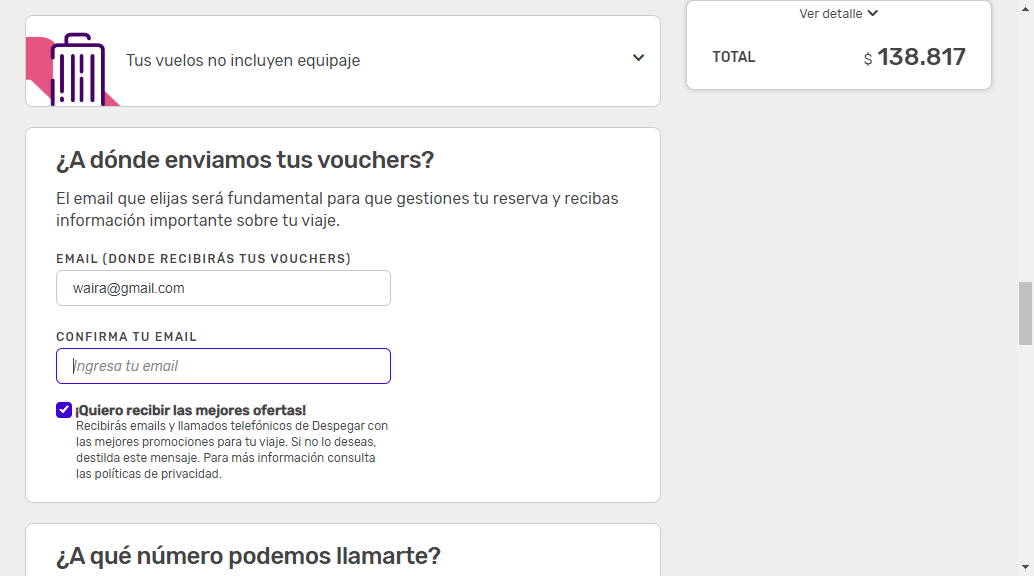 Ver detalle
TOTAL
$ 138.817
Tus vuelos no incluyen equipaje
¿A dónde enviamos tus vouchers?
El email que elijas será fundamental para que gestiones tu reserva y recibas
información importante sobre tu viaje.
EMAIL (DONDE RECIBIRÁS TUS VOUCHERS)
waira@gmail.com
CONFIRMA TU EMAIL
Ingresa tu email
¡Quiero recibir las mejores ofertas!
Recibirás emails y llamados telefónicos de Despegar con
las mejores promociones para tu viaje. Si no lo deseas,
destilda este mensaje. Para más información consulta
las políticas de privacidad.
¿A qué número podemos llamarte?